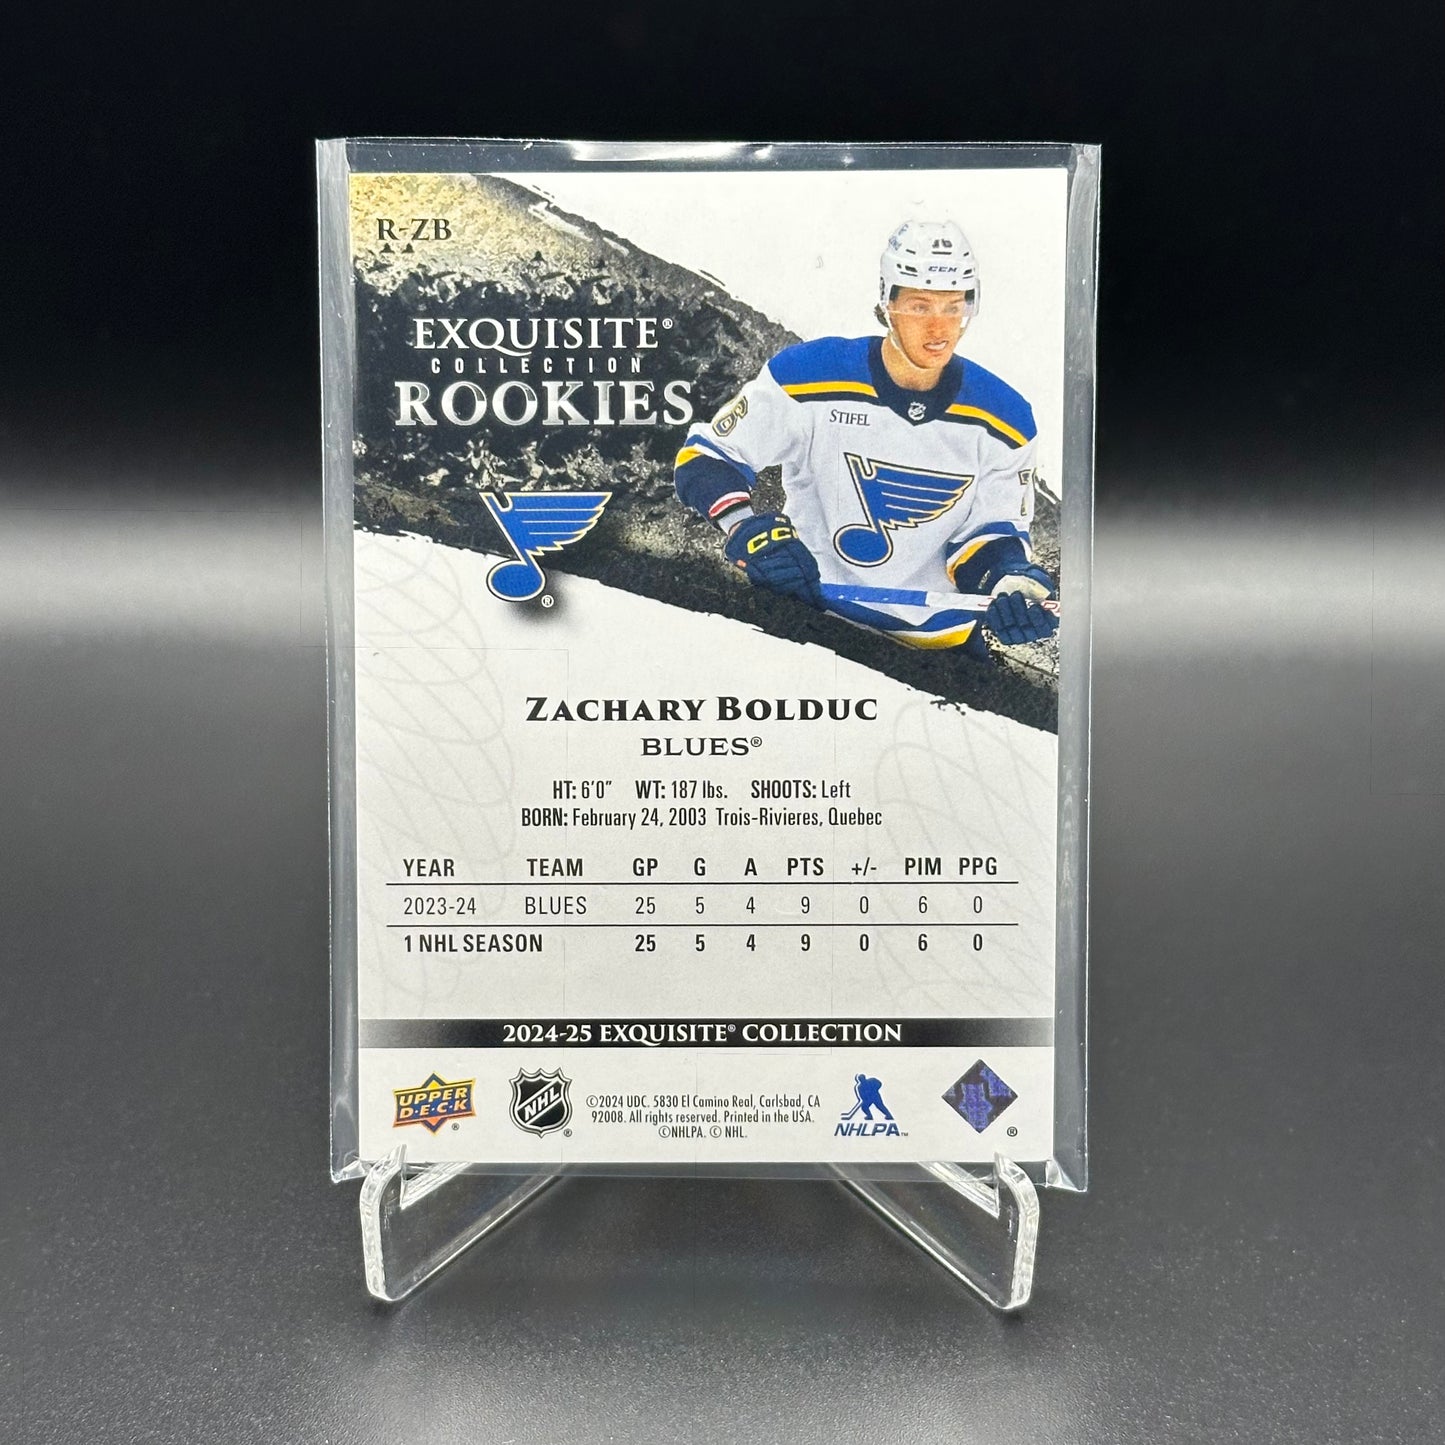 R-ZB
EXQUISITE®
COLLECTION
ROOKIES
16
CCM
STIFEL
®
ZACHARY BOLDUC
BLUES®
HT: 6'0" WT: 187 lbs. SHOOTS: Left
BORN: February 24, 2003 Trois-Rivieres, Quebec
YEAR TEAM GP G A PTS +/- PIM PPG
2023-24 BLUES 25 5 4 9 0 6 0
1 NHL SEASON 25 5 4 9 0 6 0
2024-25 EXQUISITE® COLLECTION
UPPER
D·E·C·K
®
NHL
®
©2024 UDC. 5830 El Camino Real, Carlsbad, CA
92008. All rights reserved. Printed in the USA.
©NHLPA. © NHL.
NHLPA™
®